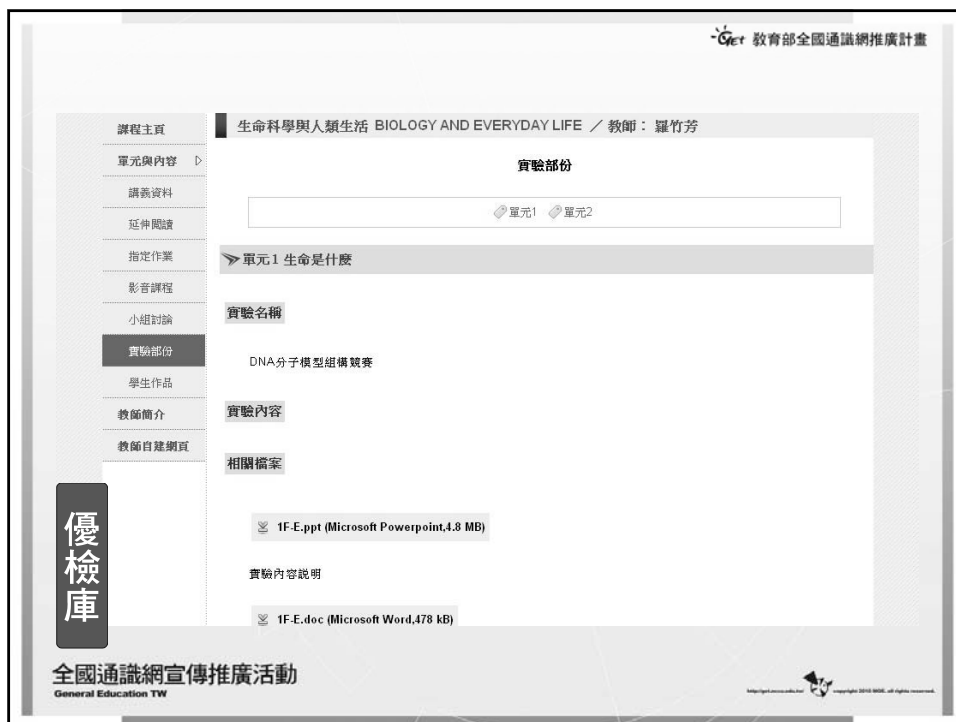 GET 教育部全國通識網推廣計畫
生命科學與人類生活 BIOLOGY AND EVERYDAY LIFE ／ 教師： 羅竹芳
課程主頁
單元與內容
講義資料
延伸閱讀
指定作業
影音課程
小組討論
實驗部份
學生作品
教師簡介
教師自建網頁
實驗部份
單元1 單元2
單元1 生命是什麼
實驗名稱
DNA分子模型組構競賽
實驗內容
相關檔案
1F-E.ppt (Microsoft Powerpoint,4.8 MB)
實驗內容說明
1F-E.doc (Microsoft Word,478 kB)
優檢庫
全國通識網宣傳推廣活動
General Education TW
copyright 2010 MOE. all rights reserved.